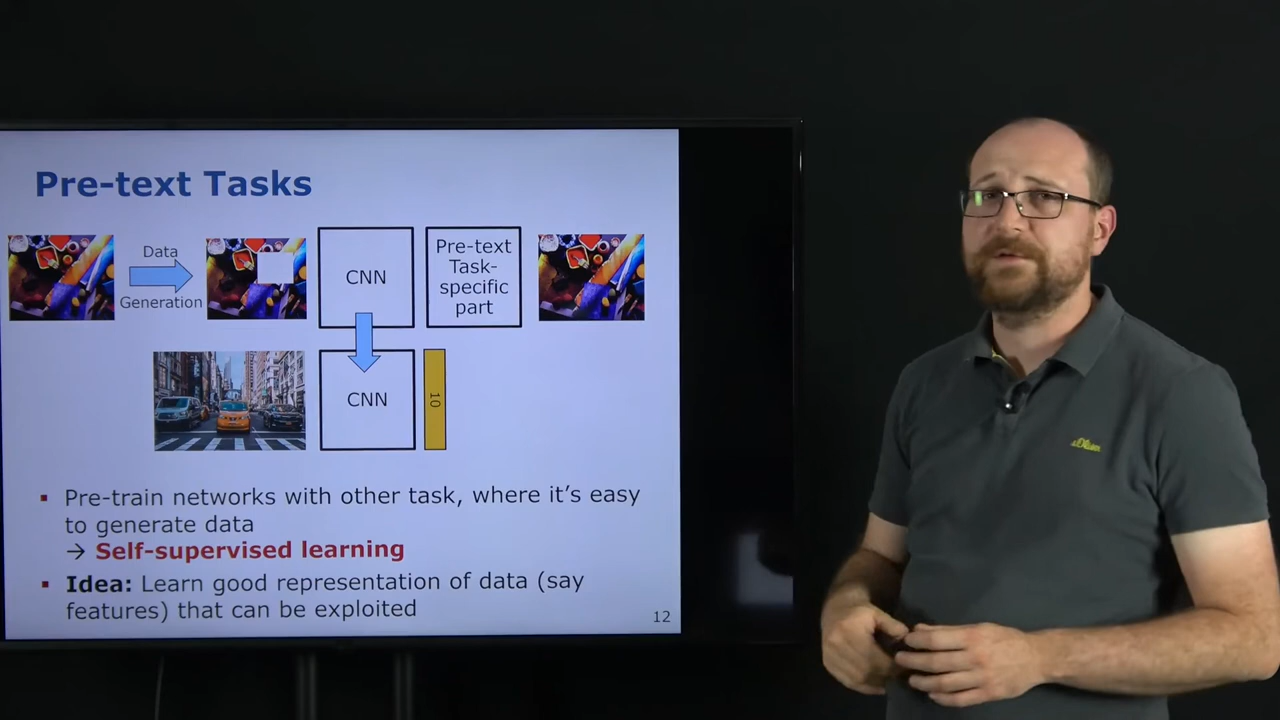 Pre-text Tasks
Data
Generation
CNN
Pre-text
Task-
specific
part
CNN
10
▪ Pre-train networks with other task, where it's easy
to generate data
→ Self-supervised learning
▪ Idea: Learn good representation of data (say
features) that can be exploited
12
s.Oliver